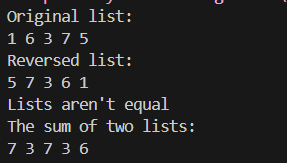 Original list:
1 6 3 7 5
Reversed list:
5 7 3 6 1
Lists aren't equal
The sum of two lists:
7 3 7 3 6